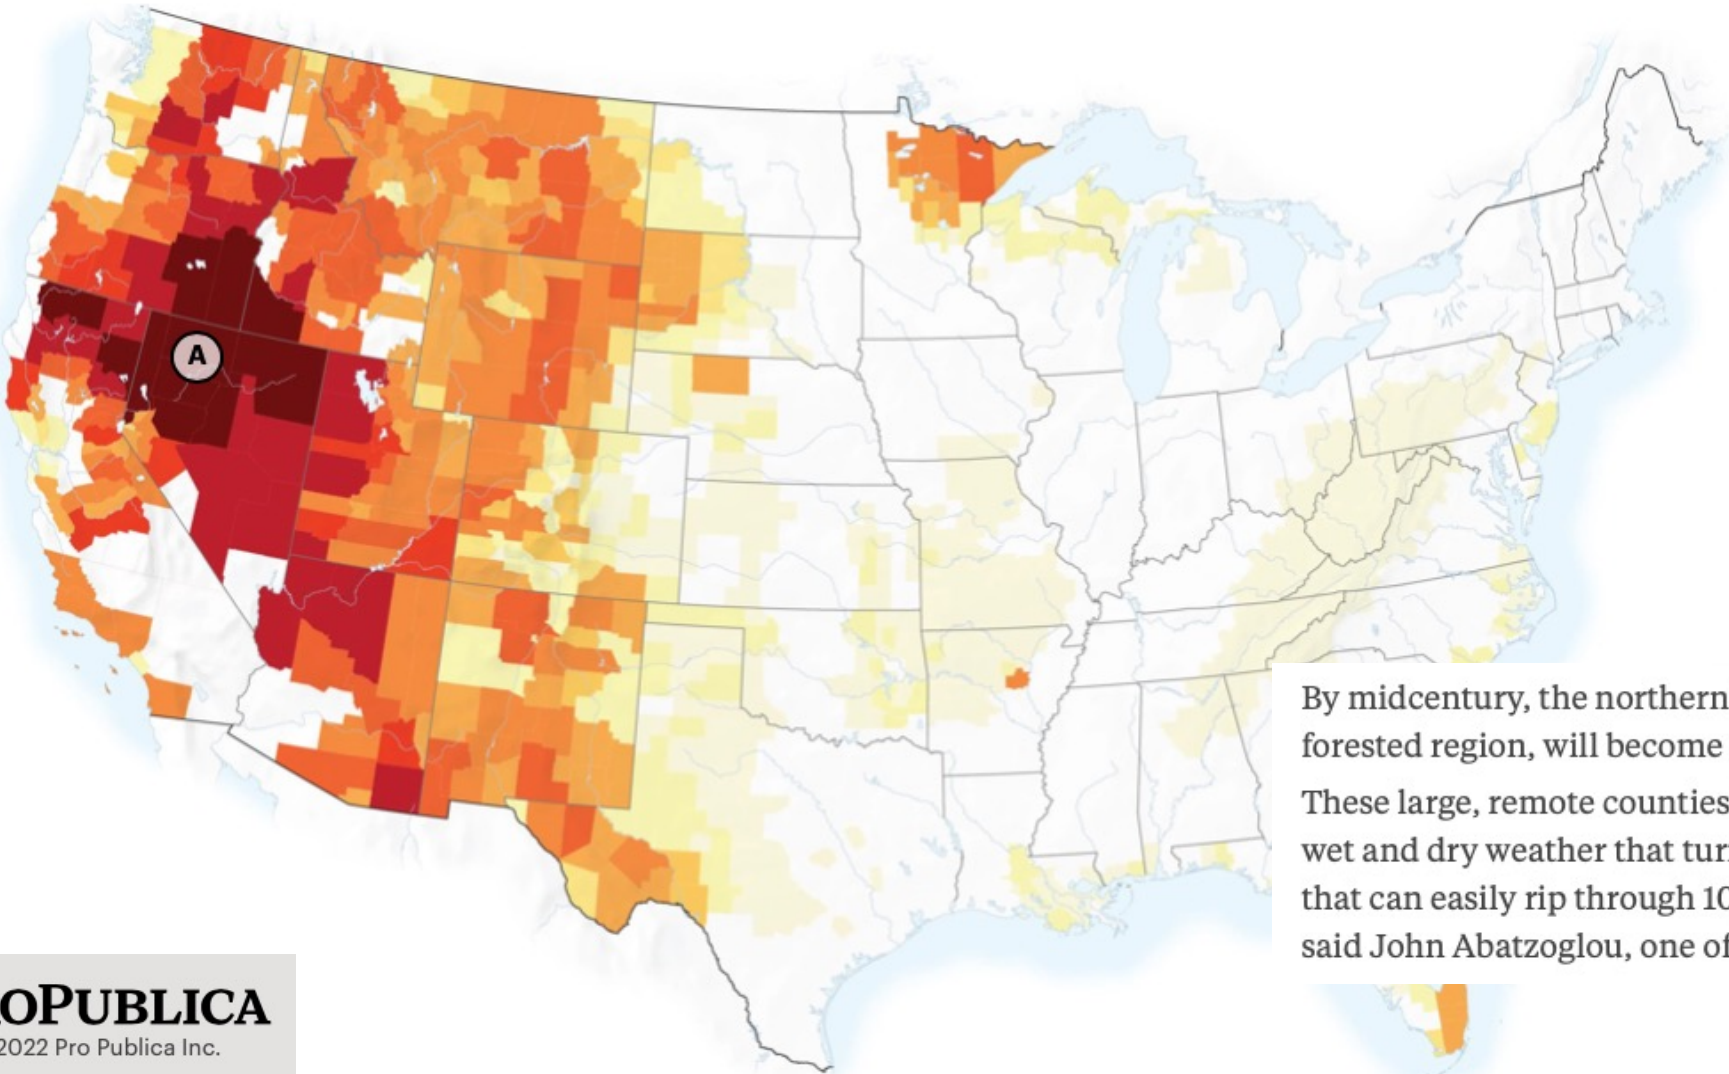 A
By midcentury, the northern
forested region, will become
These large, remote counties
wet and dry weather that
that can easily rip through 10
said John Abatzoglou, one of
OPUBLICA
2022 Pro Publica Inc.